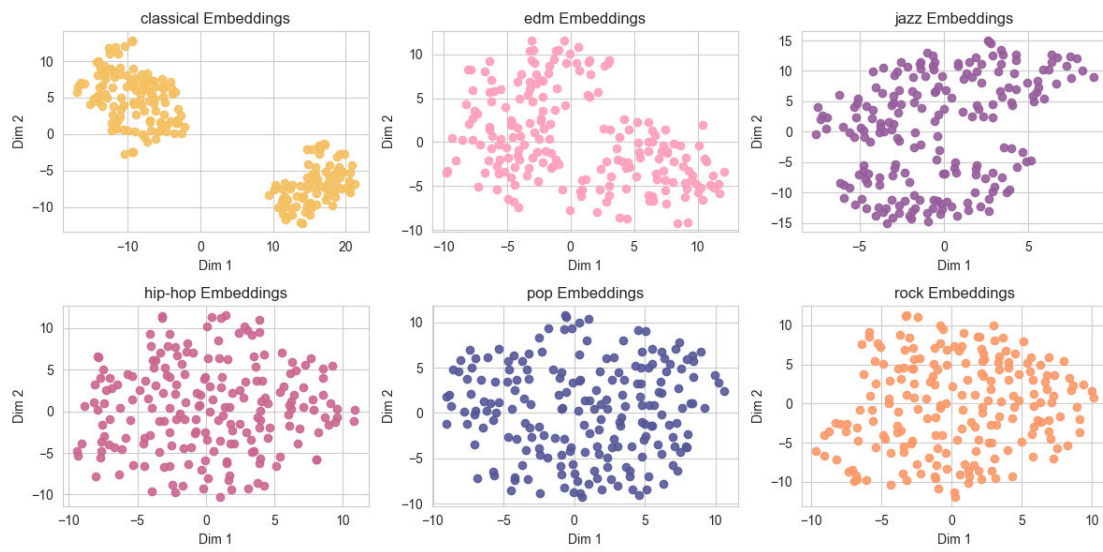 classical Embeddings
10
5
0
−5
−10
Dim 2
−10 0 10 20
Dim 1
edm Embeddings
10
5
0
−5
−10
Dim 2
−10 −5 0 5 10
Dim 1
jazz Embeddings
15
10
5
0
−5
−10
−15
Dim 2
−5 0 5
Dim 1
hip-hop Embeddings
10
5
0
−5
−10
Dim 2
−10 −5 0 5 10
Dim 1
pop Embeddings
10
5
0
−5
−10
Dim 2
−10 −5 0 5 10
Dim 1
rock Embeddings
10
5
0
−5
−10
Dim 2
−10 −5 0 5 10
Dim 1